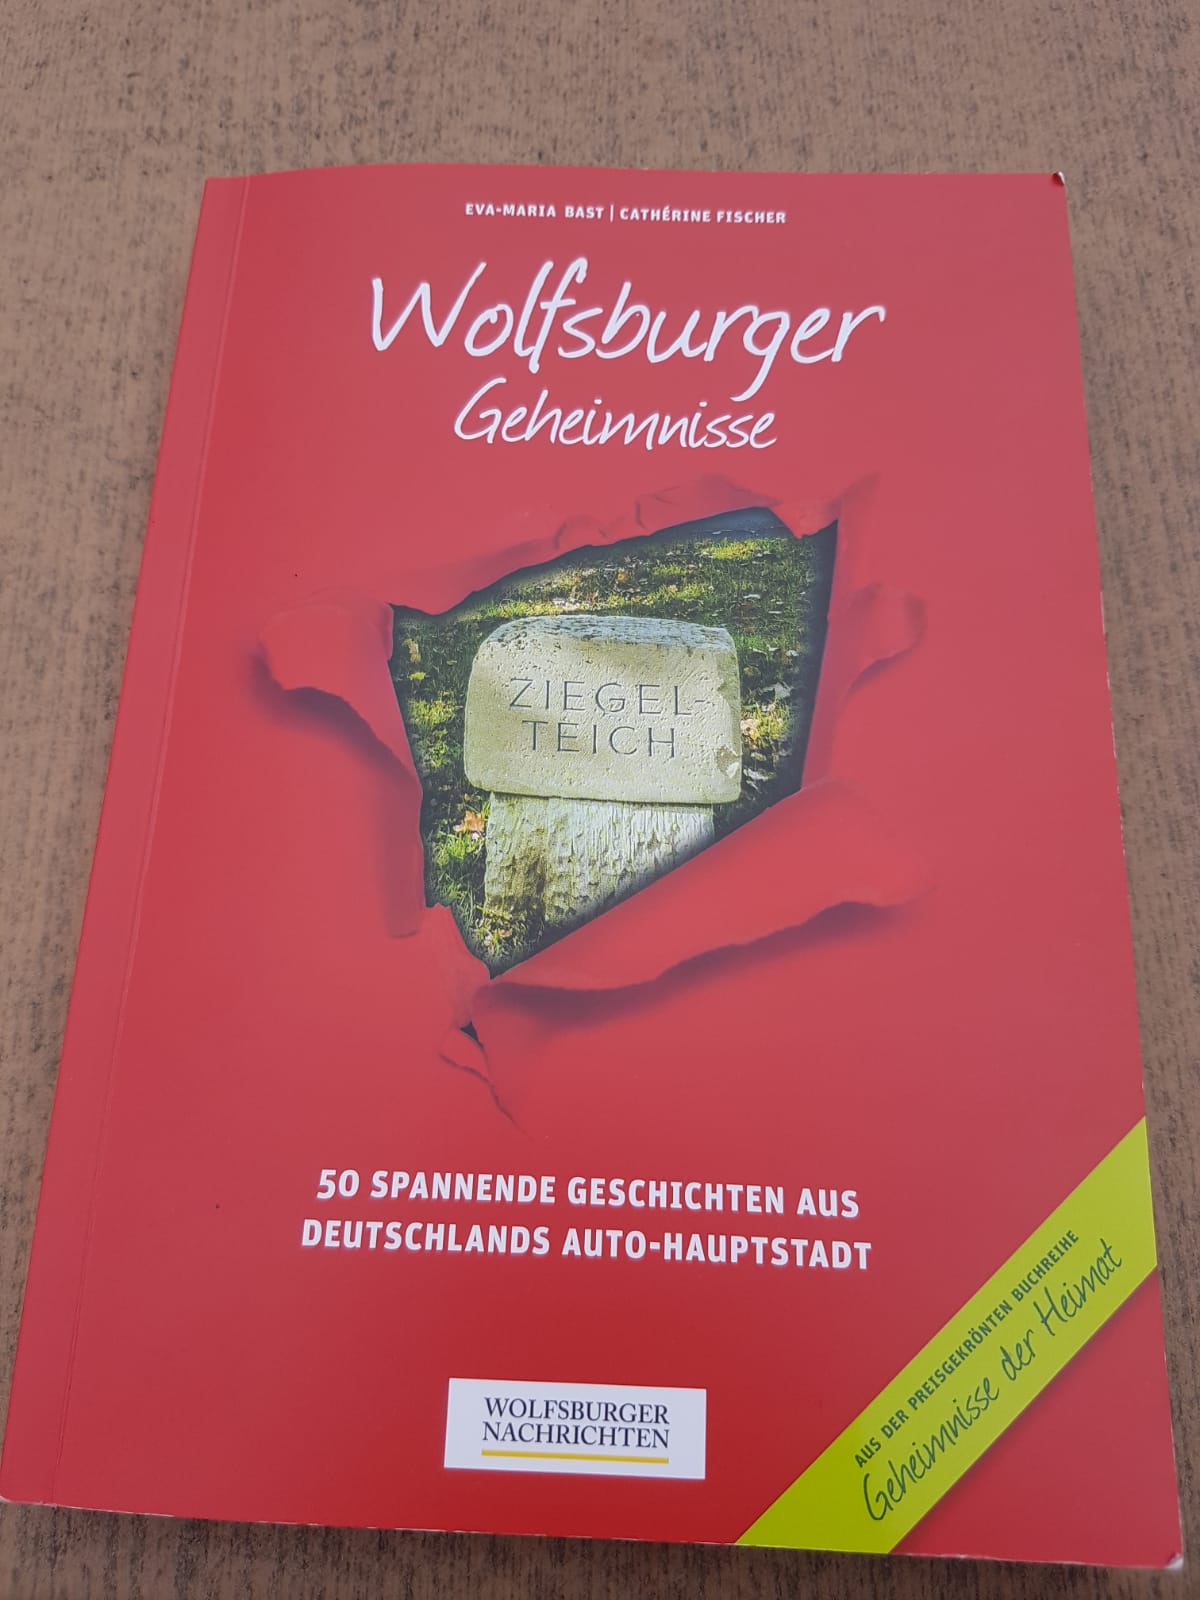 EVA-MARIA BAST | CATHÉRINE FISCHER
Wolfsburger
Geheimnisse
ZIEGEL-
TEICH
50 SPANNENDE GESCHICHTEN AUS
DEUTSCHLANDS AUTO-HAUPTSTADT
WOLFSBURGER
NACHRICHTEN
AUS DER PREISGEKRÖNTEN BUCHREIHE
Geheimnisse der Heimat